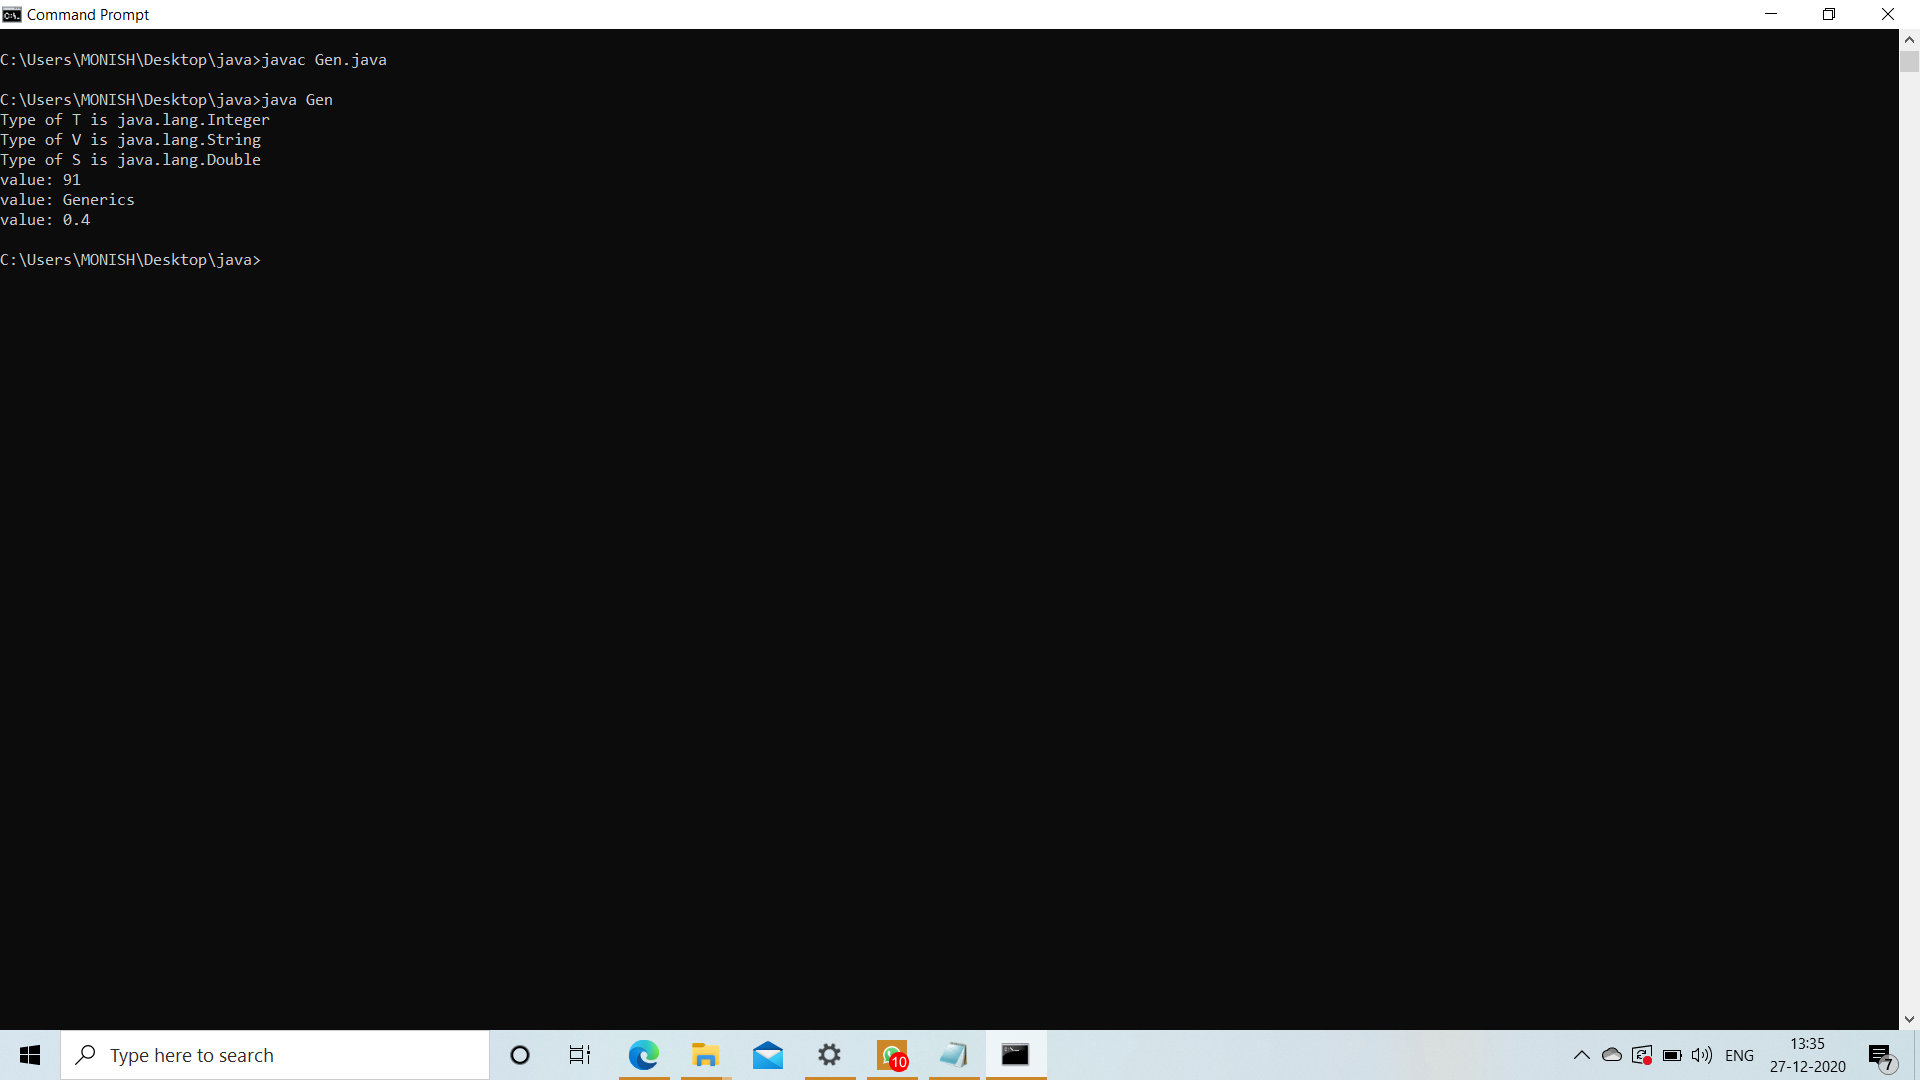 Command Prompt
C:\Users\MONISH\Desktop\java>javac Gen.java
C:\Users\MONISH\Desktop\java>java Gen
Type of T is java.lang.Integer
Type of V is java.lang.String
Type of S is java.lang.Double
value: 91
value: Generics
value: 0.4
C:\Users\MONISH\Desktop\java>
Type here to search
10
ENG
13:35
27-12-2020
7